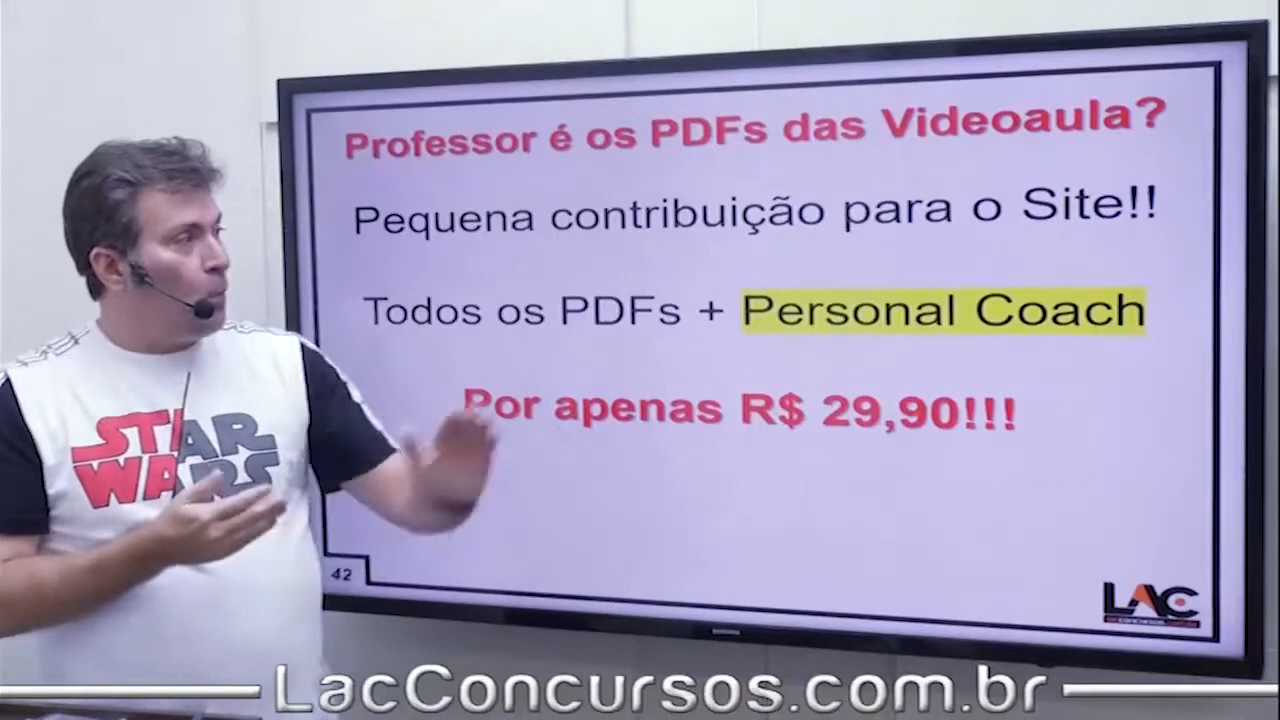 Professor é os PDFs das Videoaula?
Pequena contribuição para o Site!!
Todos os PDFs + Personal Coach
Por apenas R$ 29,90!!!
STAR
WARS
42
LAC
LacConcursos.com.br